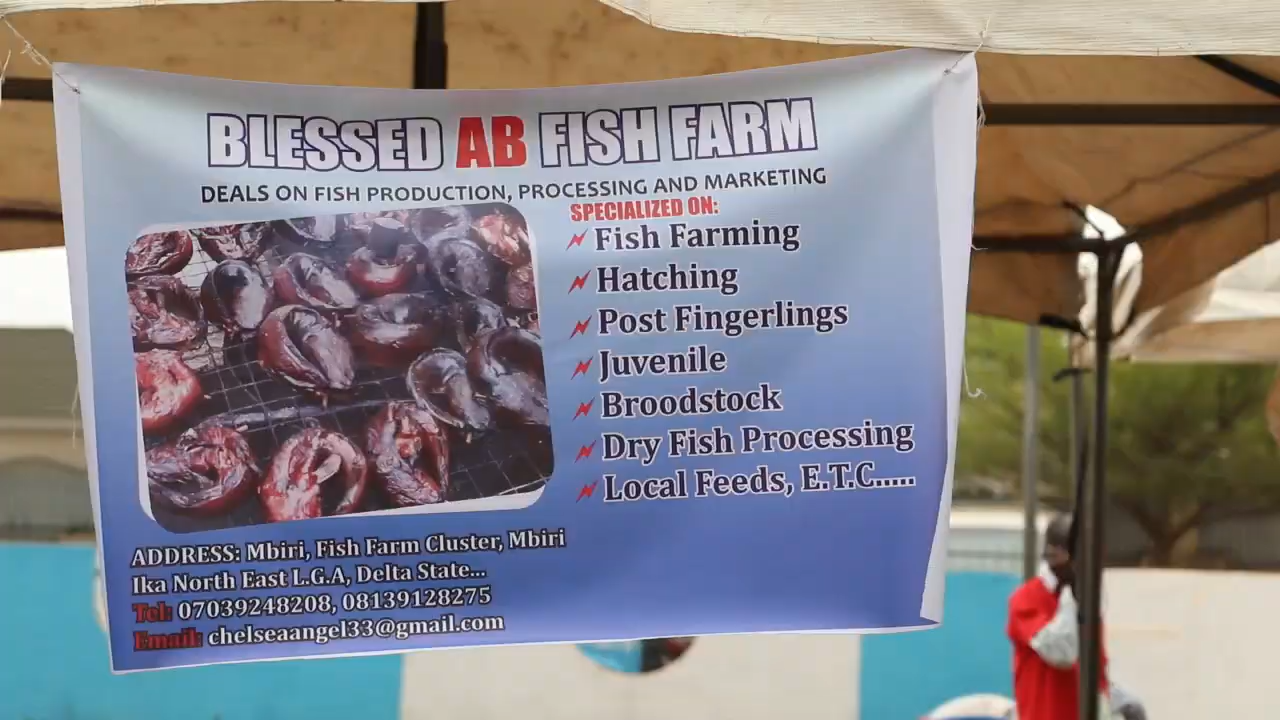 BLESSED AB FISH FARM
DEALS ON FISH PRODUCTION, PROCESSING AND MARKETING
SPECIALIZED ON:
Fish Farming
Hatching
Post Fingerlings
Juvenile
Broodstock
Dry Fish Processing
Local Feeds, E.T.C.....
ADDRESS: Mbiri, Fish Farm Cluster, Mbiri
Ika North East L.G.A, Delta State...
Tel: 07039248208, 08139128275
Email: chelseaangel33@gmail.com